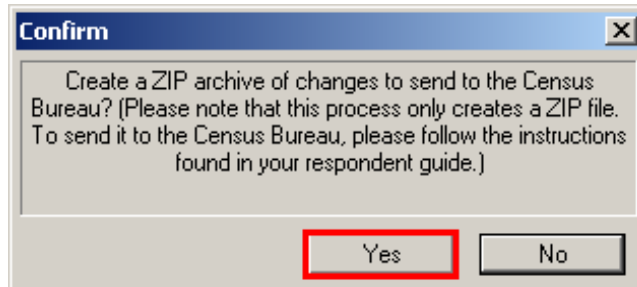 Confirm
Create a ZIP archive of changes to send to the Census
Bureau? (Please note that this process only creates a ZIP file.
To send it to the Census Bureau, please follow the instructions
found in your respondent guide.)
Yes No